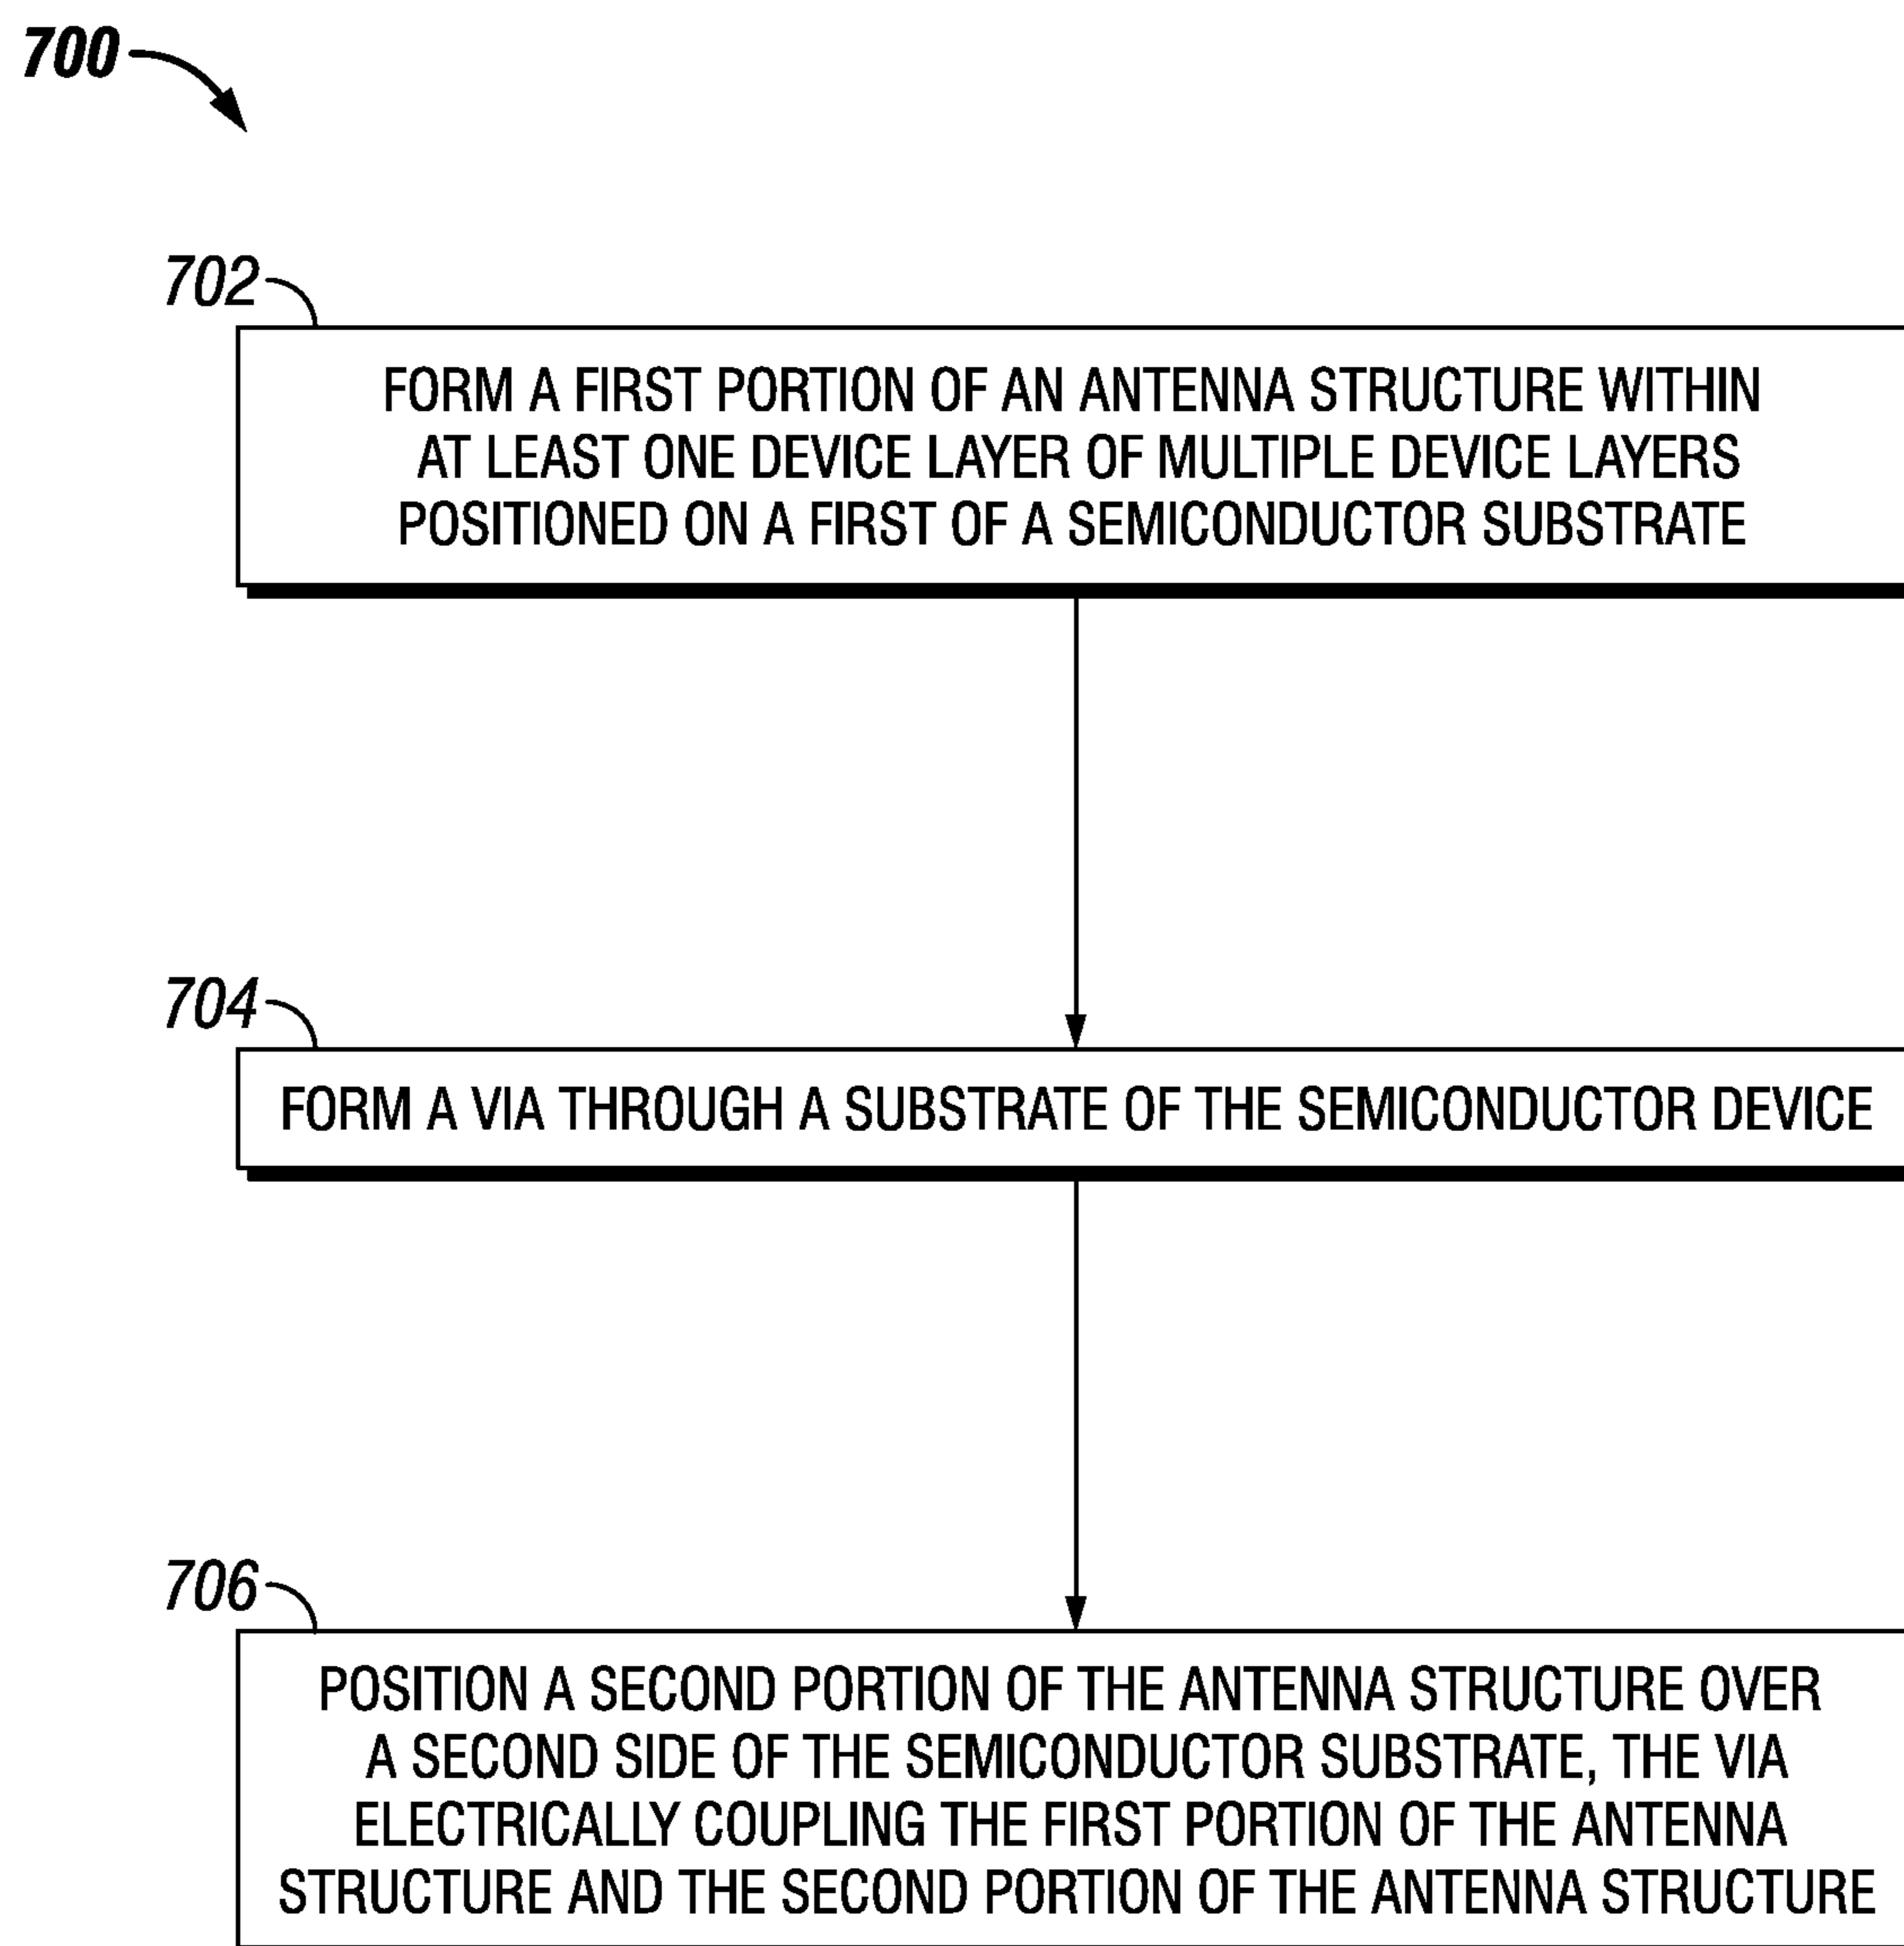 700
702
FORM A FIRST PORTION OF AN ANTENNA STRUCTURE WITHIN
AT LEAST ONE DEVICE LAYER OF MULTIPLE DEVICE LAYERS
POSITIONED ON A FIRST OF A SEMICONDUCTOR SUBSTRATE
704
FORM A VIA THROUGH A SUBSTRATE OF THE SEMICONDUCTOR DEVICE
706
POSITION A SECOND PORTION OF THE ANTENNA STRUCTURE OVER
A SECOND SIDE OF THE SEMICONDUCTOR SUBSTRATE, THE VIA
ELECTRICALLY COUPLING THE FIRST PORTION OF THE ANTENNA
STRUCTURE AND THE SECOND PORTION OF THE ANTENNA STRUCTURE